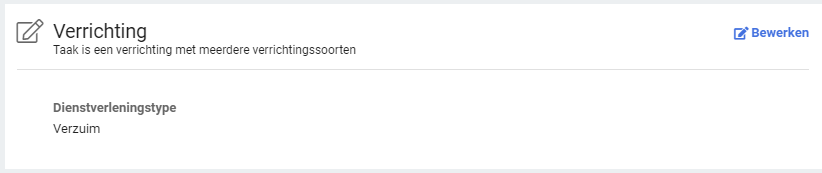 Verrichting
Bewerken
Taak is een verrichting met meerdere verrichtingssoorten
Dienstverleningstype
Verzuim